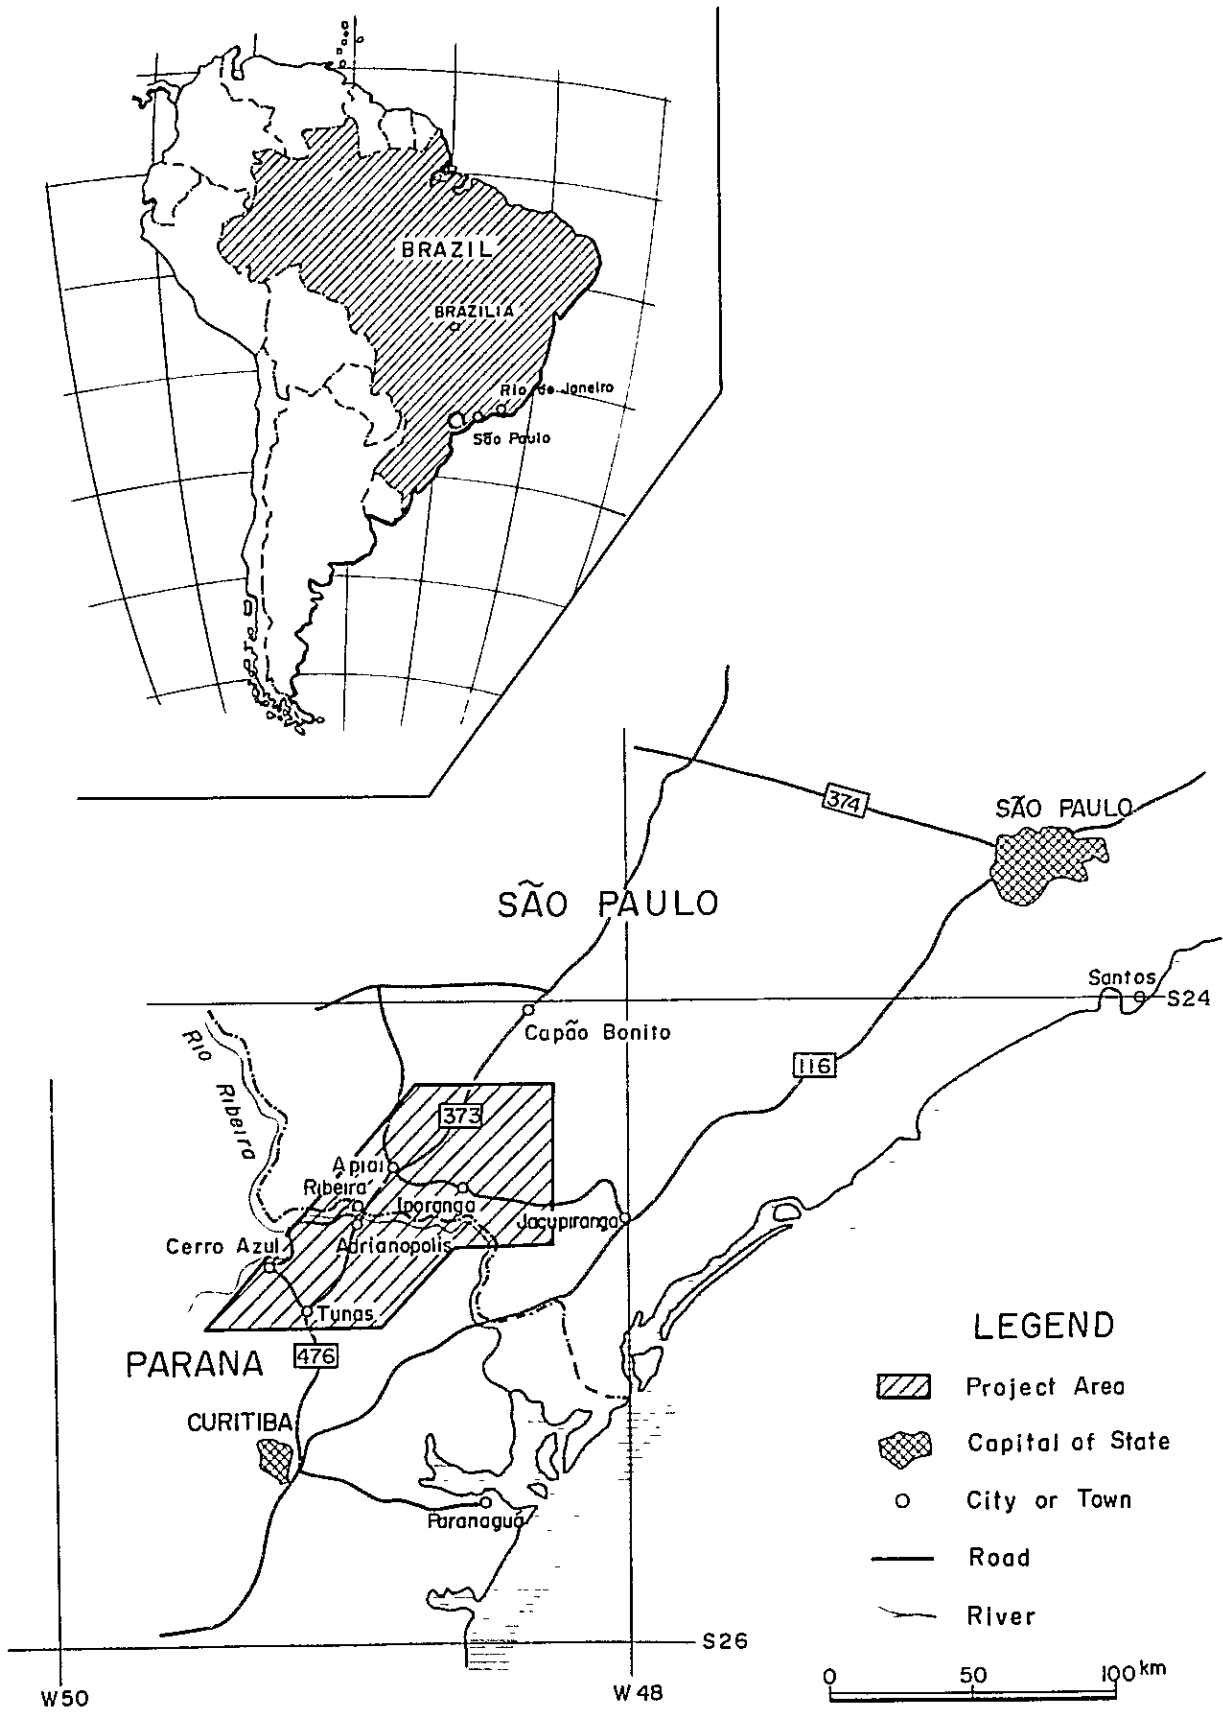 BRAZIL
BRAZILIA
Rio de Janeiro
São Paulo
374
SÃO PAULO
SÃO PAULO
Santos
S24
Capão Bonito
Rio Ribeira
116
373
Apiaí
Ribeira
Iporanga
Jacupiranga
Cerro Azul
Adrianopolis
Tunas
476
PARANA
CURITIBA
Paranaguá
LEGEND
Project Area
Capital of State
City or Town
Road
River
S26
W50
W48
0 50 100 km